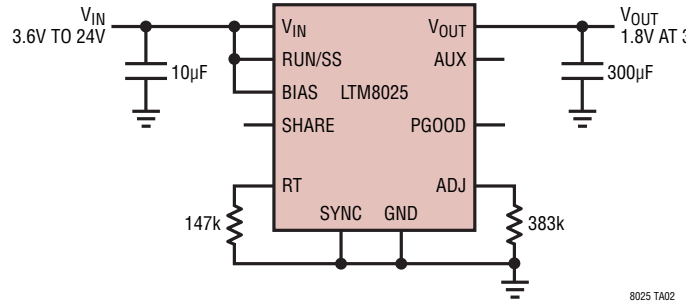 VIN
3.6V TO 24V
10µF
VIN
RUN/SS
BIAS
SHARE
RT
LTM8025
VOUT
AUX
PGOOD
ADJ
SYNC GND
VOUT
1.8V AT 3
300µF
147k
383k
8025 TA02